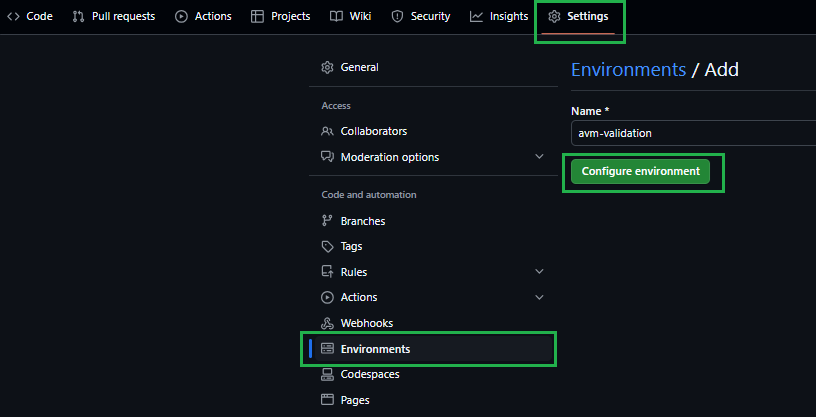 Code Pull requests Actions Projects Wiki Security Insights Settings
General
Access
Collaborators
Moderation options
Code and automation
Branches
Tags
Rules
Actions
Webhooks
Environments
Codespaces
Pages
Environments / Add
Name *
avm-validation
Configure environment